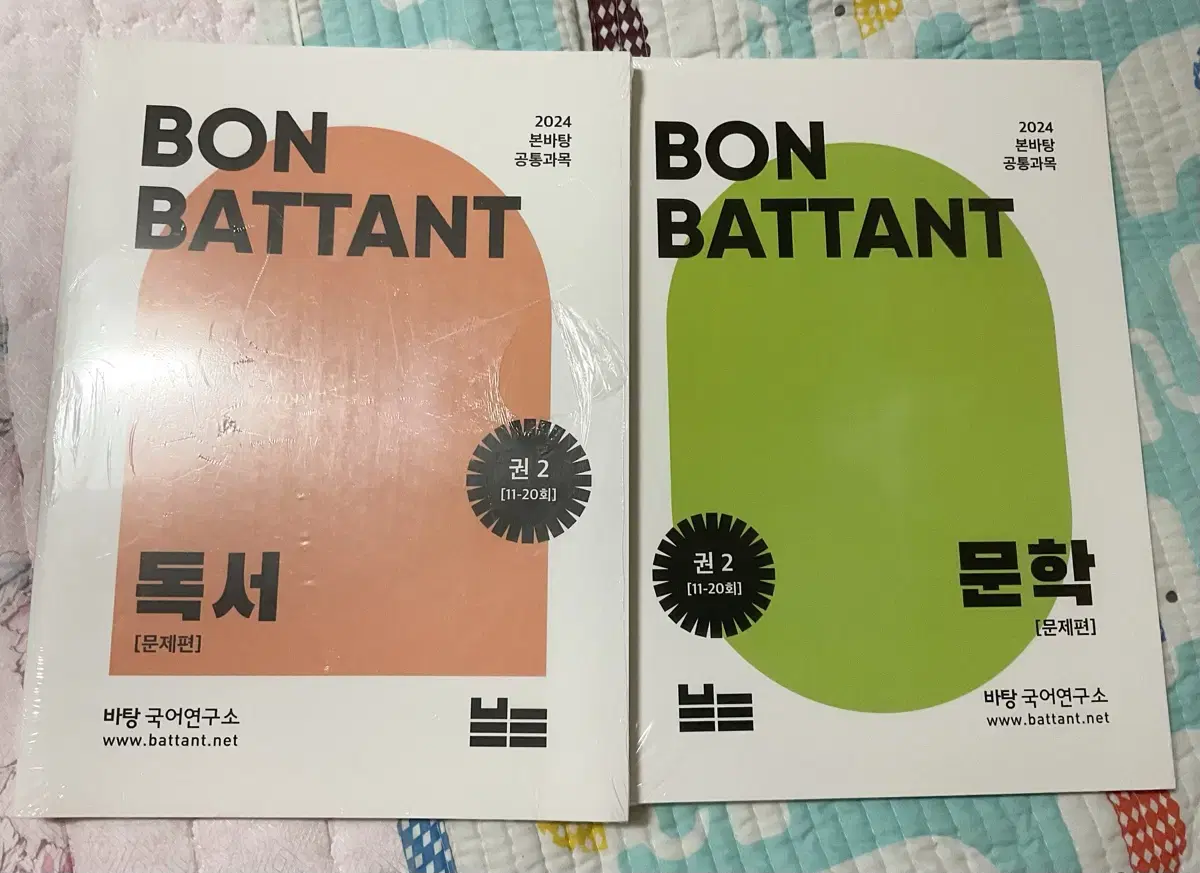 BON
BATTANT
2024
본바탕
공통과목
권 2
[11-20회]
독서
[문제편]
바탕 국어연구소
www.battant.net
BON
BATTANT
2024
본바탕
공통과목
권 2
[11-20회]
문학
[문제편]
바탕 국어연구소
www.battant.net